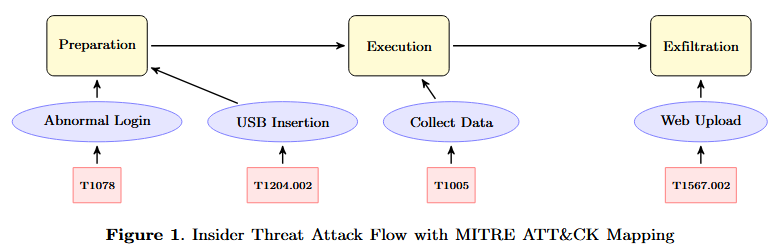 Preparation
Execution
Exfiltration
Abnormal Login
USB Insertion
Collect Data
Web Upload
T1078
T1204.002
T1005
T1567.002
Figure 1. Insider Threat Attack Flow with MITRE ATT&CK Mapping